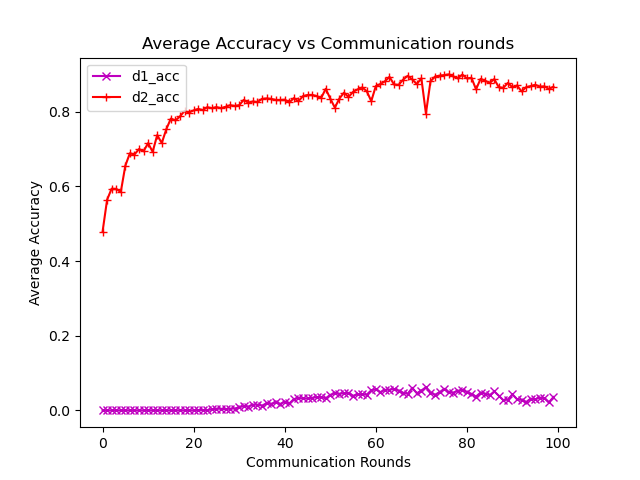 Average Accuracy vs Communication rounds
d1_acc
d2_acc
Average Accuracy
0.8
0.6
0.4
0.2
0.0
0 20 40 60 80 100
Communication Rounds